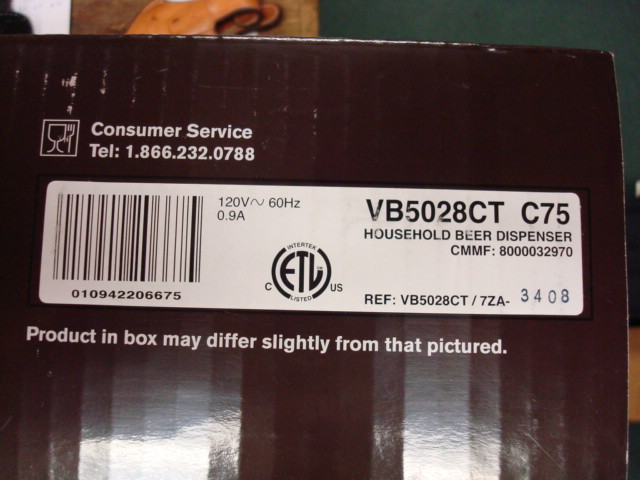 Consumer Service
Tel: 1.866.232.0788
120V~ 60Hz
0.9A
VB5028CT C75
HOUSEHOLD BEER DISPENSER
CMMF: 8000032970
INTERTEK
ETL
C US
LISTED
010942206675
REF: VB5028CT / 7ZA- 3408
Product in box may differ slightly from that pictured.